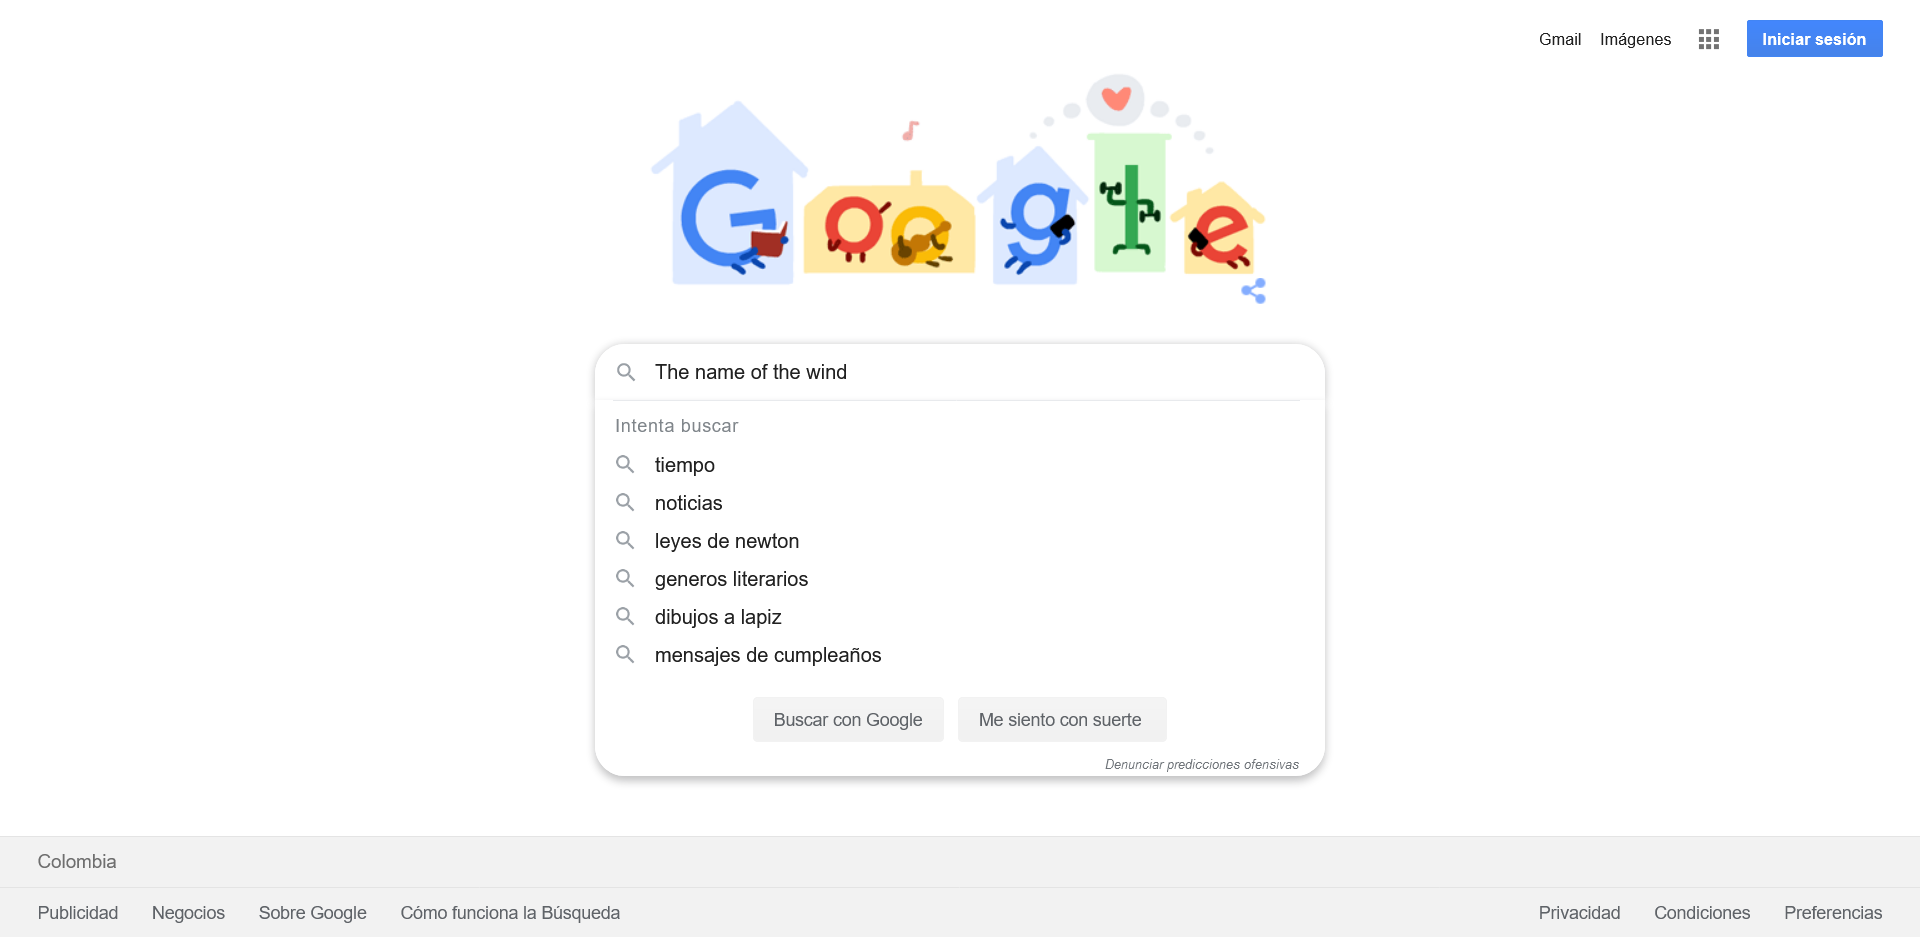 Gmail Imágenes Iniciar sesión
Google
The name of the wind
Intenta buscar
tiempo
noticias
leyes de newton
generos literarios
dibujos a lapiz
mensajes de cumpleaños
Buscar con Google Me siento con suerte
Denunciar predicciones ofensivas
Colombia
Publicidad Negocios Sobre Google Cómo funciona la Búsqueda Privacidad Condiciones Preferencias